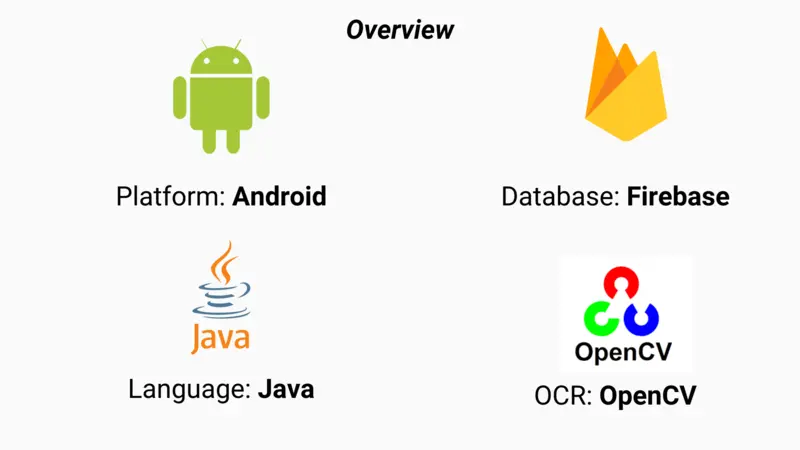 Overview
Platform: Android
Database: Firebase
Java
Language: Java
OpenCV
OCR: OpenCV